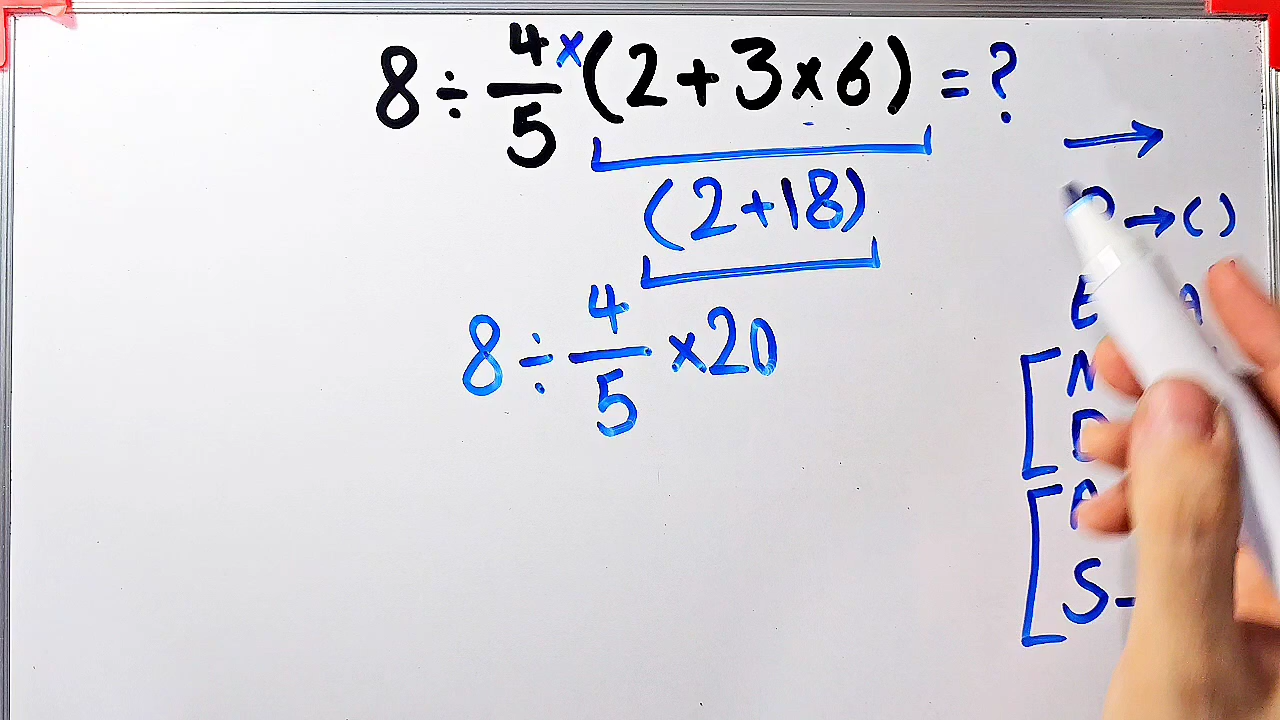 8 ÷ 4/5 x (2+3×6) = ?
→
(2+18)
→ ( )
8 ÷ 4/5 ×20
S-